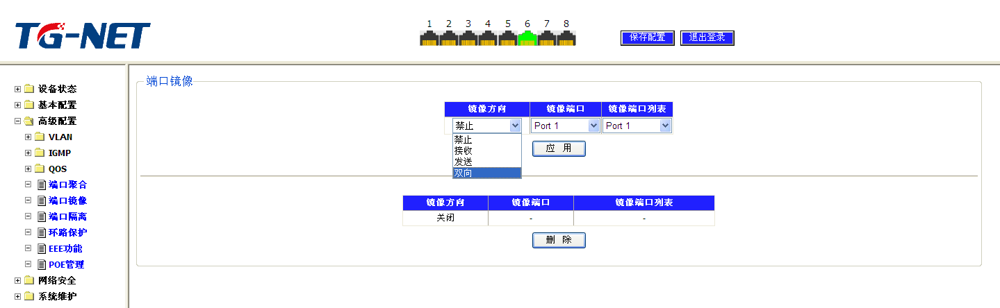 TG-NET
1 2 3 4 5 6 7 8
保存配置 退出登录
设备状态
基本配置
高级配置
VLAN
IGMP
QOS
端口聚合
端口镜像
端口隔离
环路保护
EEE功能
POE管理
网络安全
系统维护
端口镜像
镜像方向 镜像端口 镜像端口列表
禁止 Port 1 Port 1
禁止
接收
发送
双向
应 用
镜像方向 镜像端口 镜像端口列表
关闭 - -
删 除